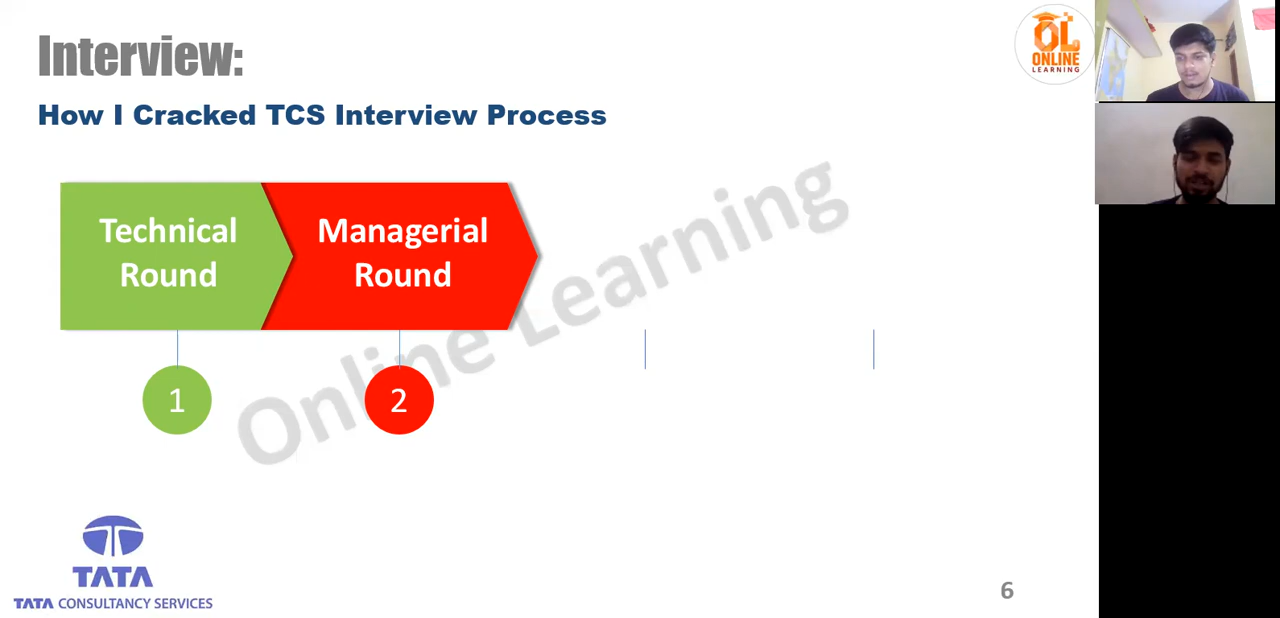 Interview:
How I Cracked TCS Interview Process
OL
ONLINE
LEARNING
Technical
Round
Managerial
Round
1
2
Online Learning
TATA
TATA CONSULTANCY SERVICES
6